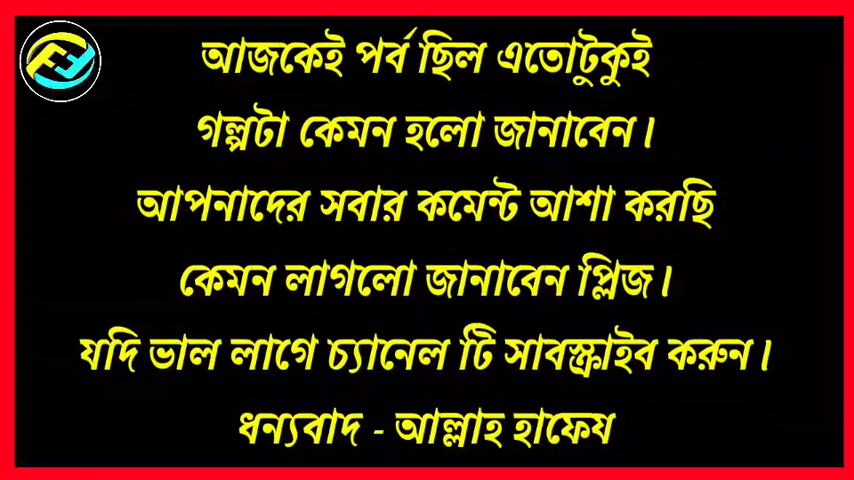 আজকেই পর্ব ছিল এতোটুকুই
গল্পটা কেমন হলো জানাবেন।
আপনাদের সবার কমেন্ট আশা করছি
কেমন লাগলো জানাবেন প্লিজ।
যদি ভাল লাগে চ্যানেল টি সাবস্ক্রাইব করুন।
ধন্যবাদ - আল্লাহ হাফেয